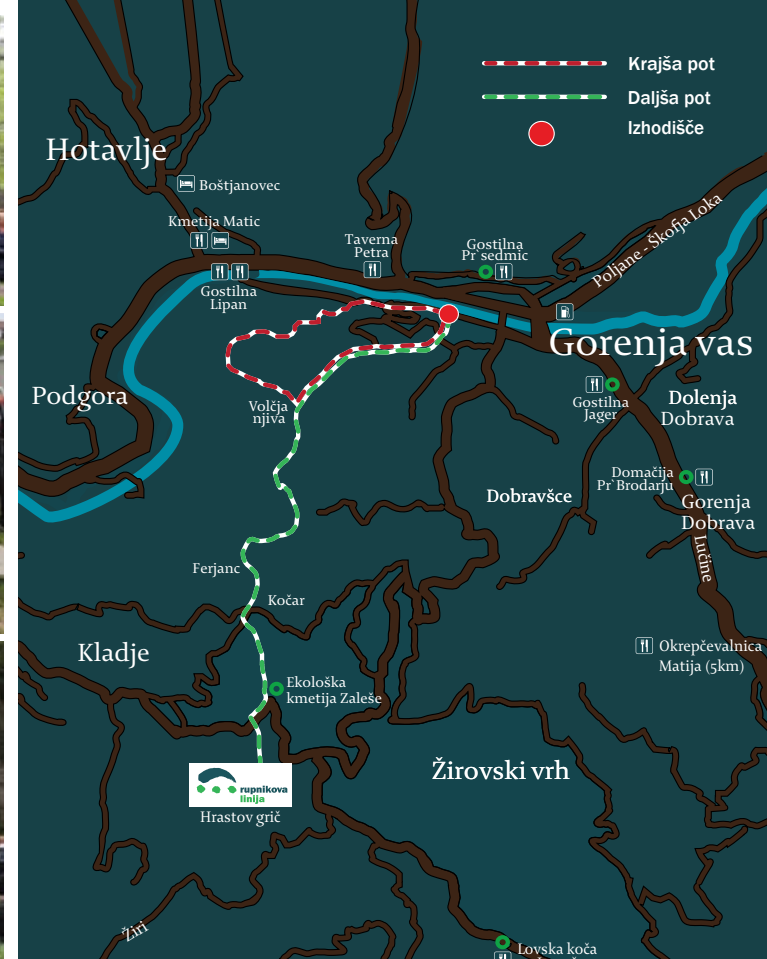 Krajša pot
Daljša pot
Izhodišče
Hotavlje
Boštjanovec
Kmetija Matic
Taverna
Petra
Gostilna
Pr`sedmic
Poljane - Škofja Loka
Gostilna
Lipan
Gorenja vas
Podgora
Volčja
njiva
Gostilna
Jager
Dolenja
Dobrava
Domačija
Pr`Brodarju
Dobravšce
Gorenja
Dobrava
Lučine
Ferjanc
Kočar
Kladje
Okrepčevalnica
Matija (5km)
Ekološka
kmetija Zaleše
Žirovski vrh
rupnikova
linija
Hrastov grič
Žiri
Lovska koča